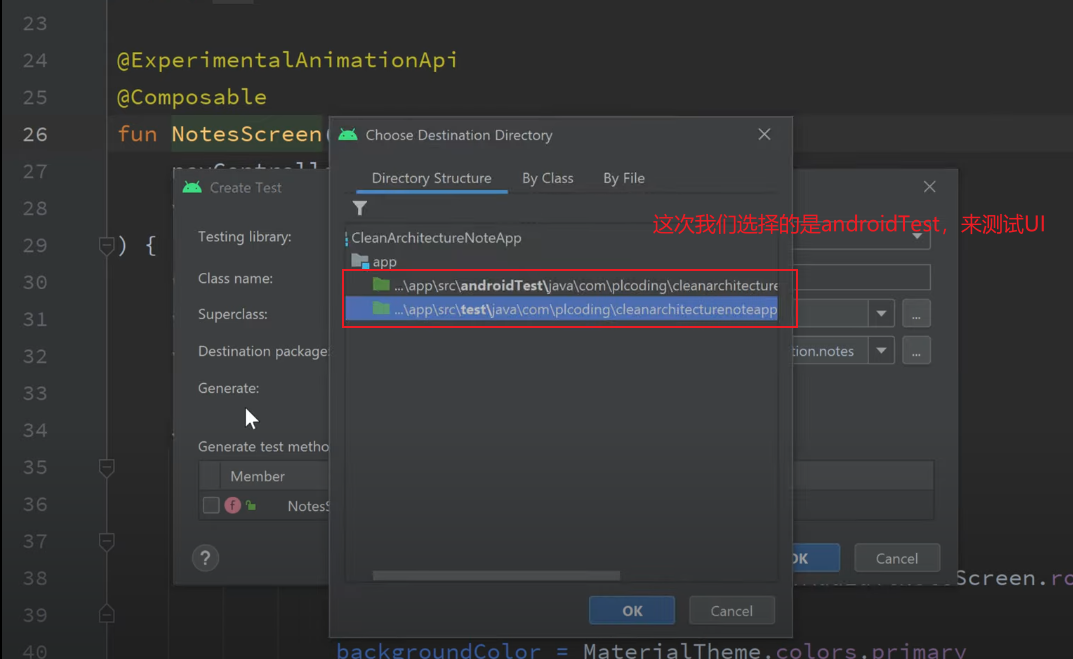 23
24 @ExperimentalAnimationApi
25 @Composable
26 fun NotesScreen(
27
28
29 ) {
30
31
32
33
34
35
36
37
38
39
40 backgroundColor = MaterialTheme.colors.primary
Create Test
Testing library:
Class name:
Superclass:
...
Destination package:
tion.notes
...
Generate:
Generate test metho
Member
f
NotesS
?
OK
Cancel
Screen.ro
Choose Destination Directory
Directory Structure
By Class
By File
CleanArchitectureNoteApp
app
...\app\src\androidTest\java\com\plcoding\cleanarchitecture
...\app\src\test\java\com\plcoding\cleanarchitecturenoteapp
OK
Cancel
这次我们选择的是androidTest，来测试UI